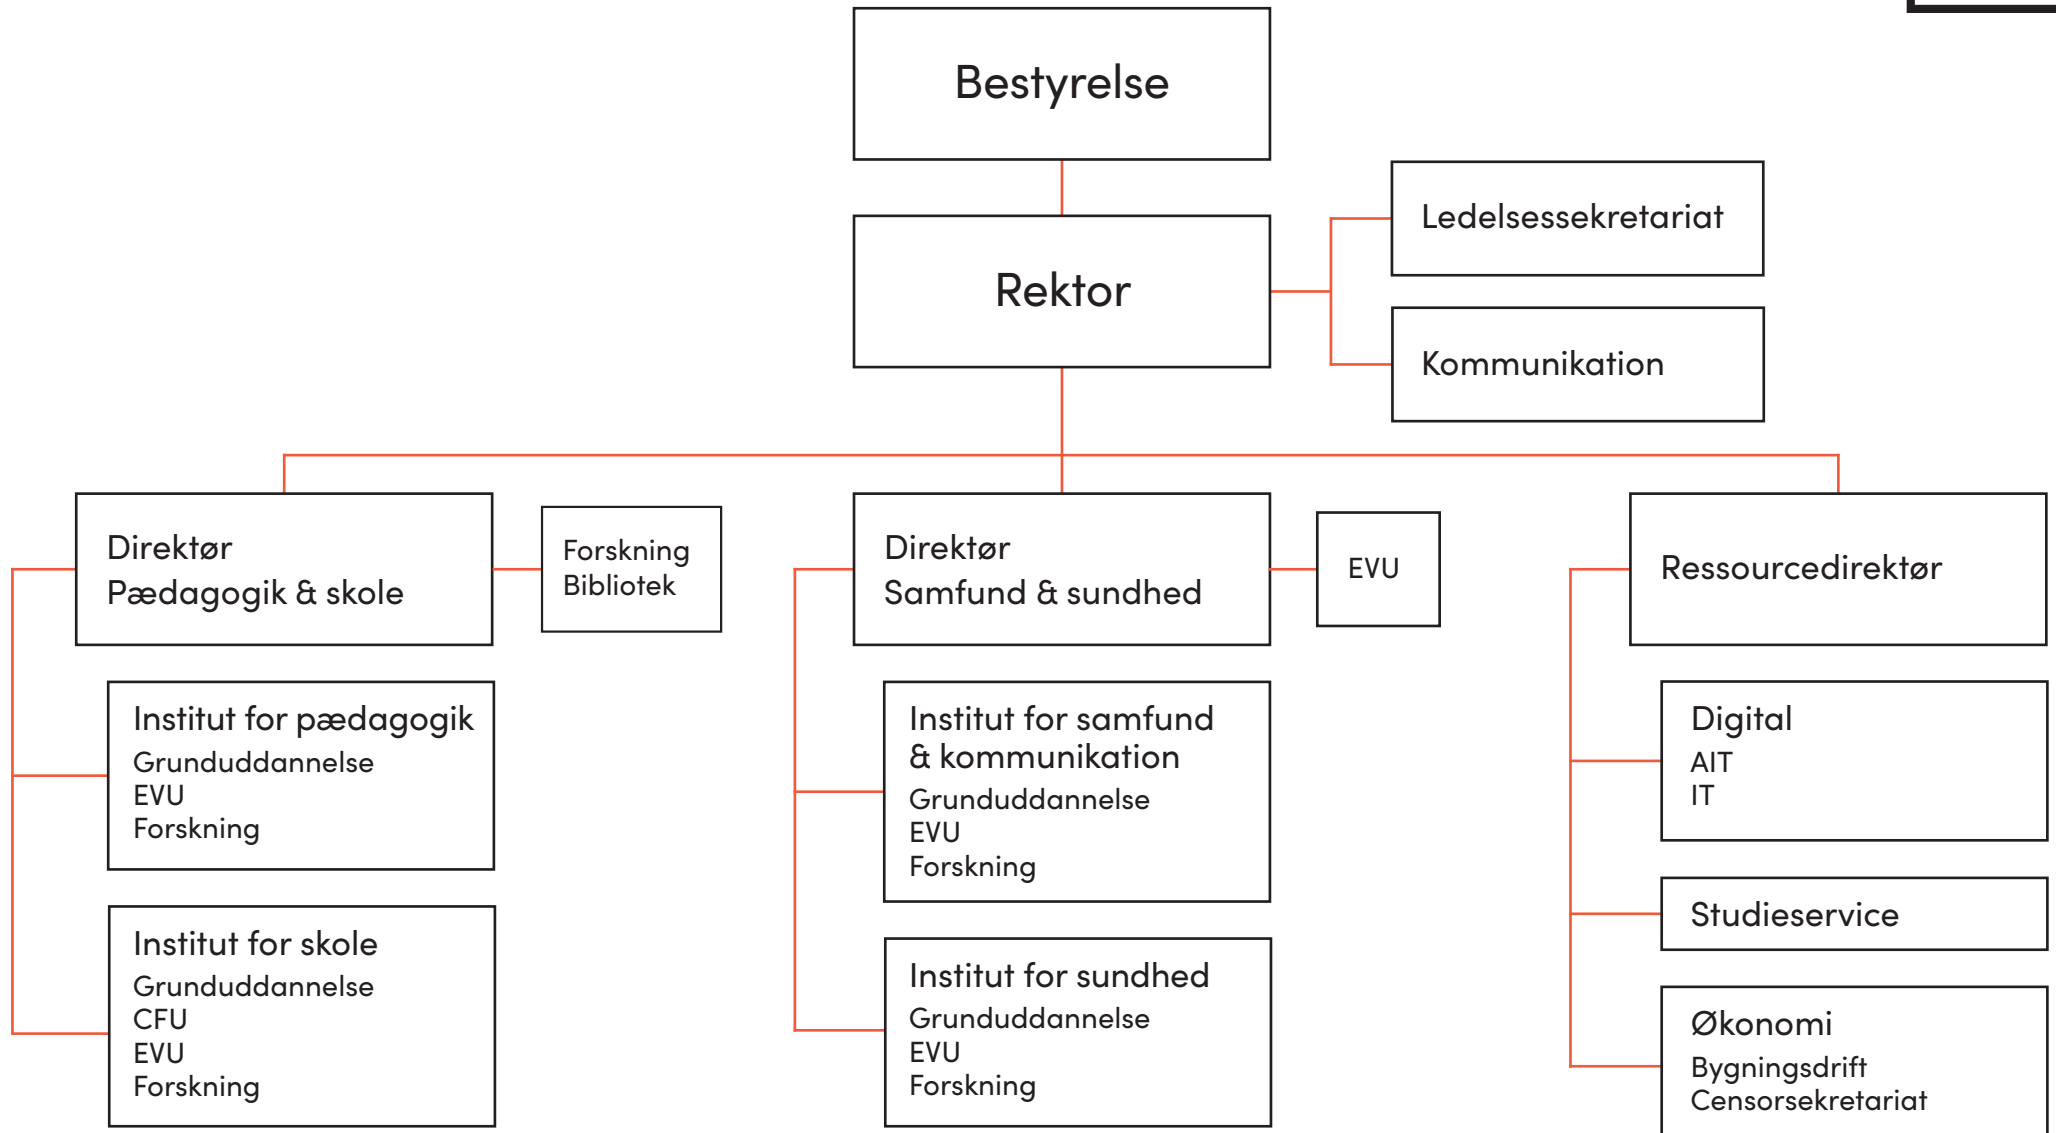 Bestyrelse
Rektor
Ledelsessekretariat
Kommunikation
Direktør
Pædagogik & skole
Forskning
Bibliotek
Institut for pædagogik
Grunduddannelse
EVU
Forskning
Institut for skole
Grunduddannelse
CFU
EVU
Forskning
Direktør
Samfund & sundhed
EVU
Institut for samfund
& kommunikation
Grunduddannelse
EVU
Forskning
Institut for sundhed
Grunduddannelse
EVU
Forskning
Ressourcedirektør
Digital
AIT
IT
Studieservice
Økonomi
Bygningsdrift
Censorsekretariat